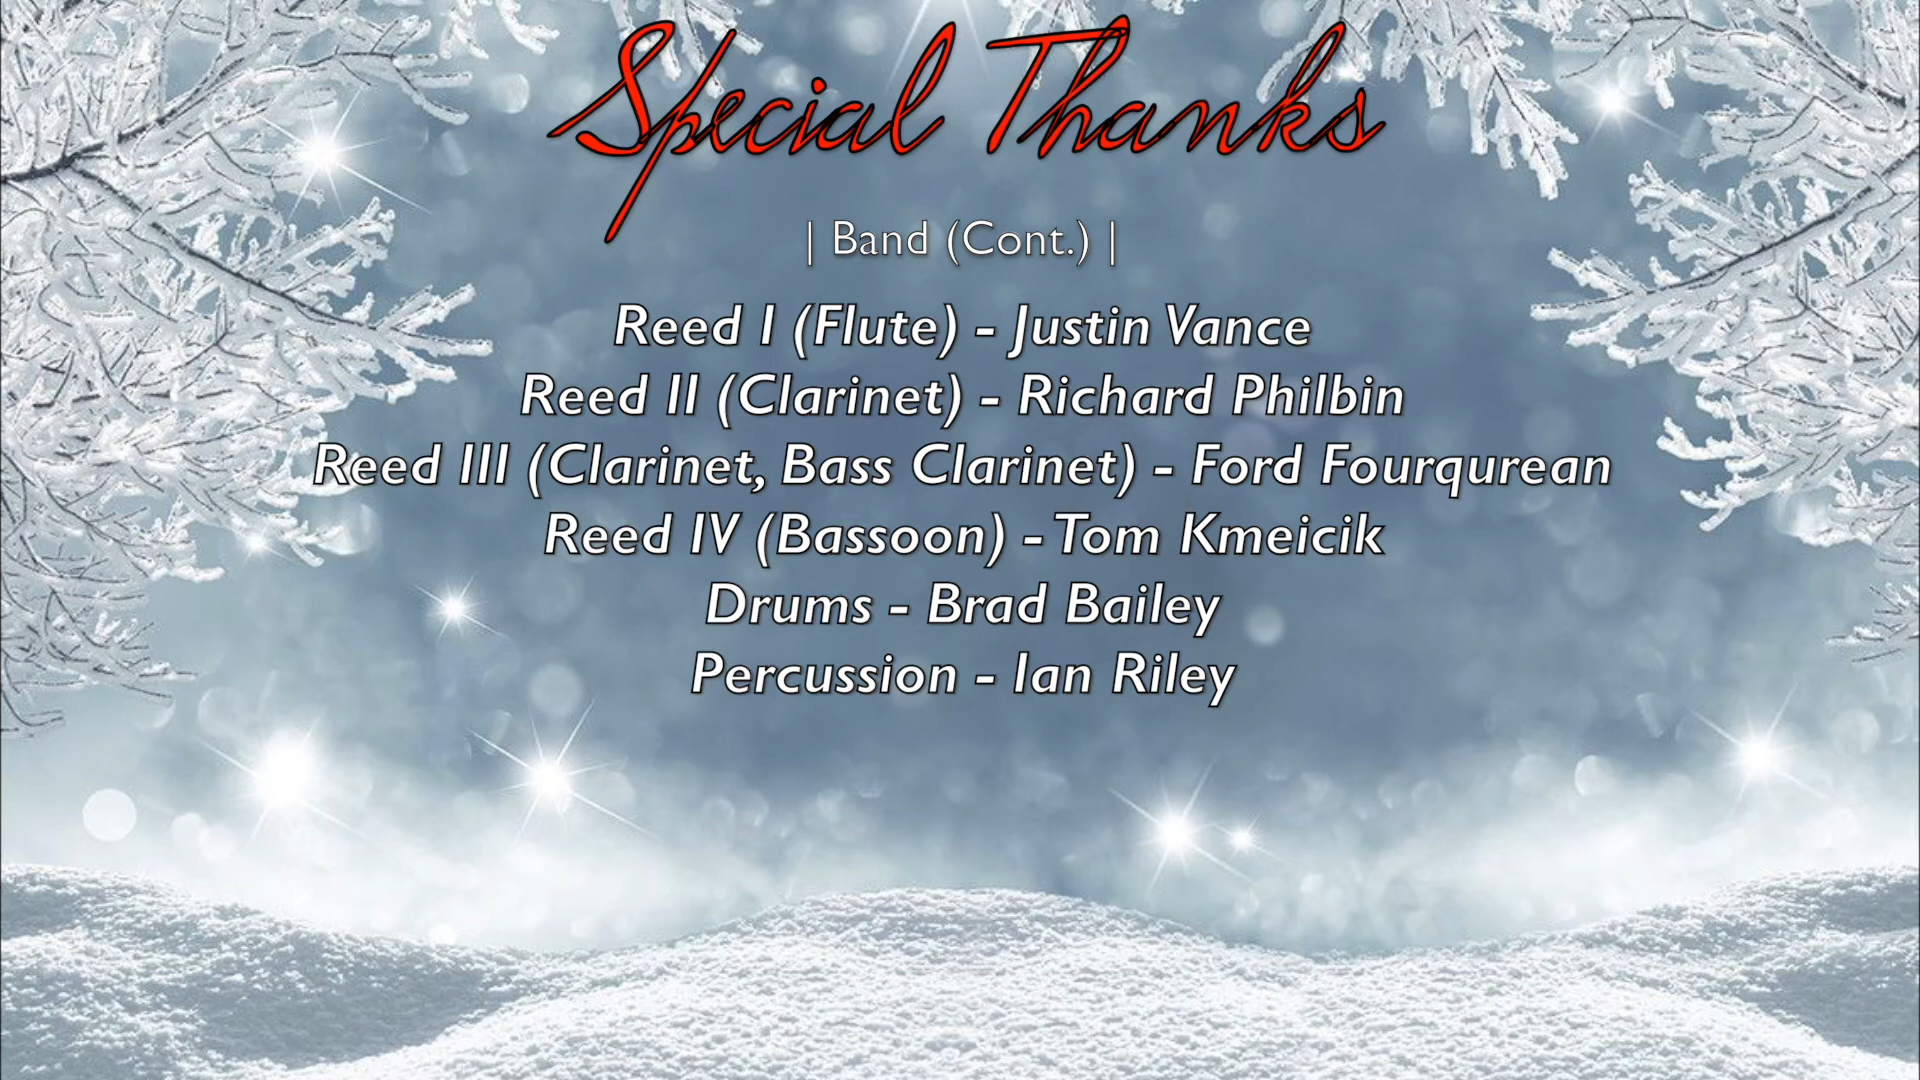 Special Thanks
| Band (Cont.) |
Reed I (Flute) - Justin Vance
Reed II (Clarinet) - Richard Philbin
Reed III (Clarinet, Bass Clarinet) - Ford Fourqurean
Reed IV (Bassoon) - Tom Kmeicik
Drums - Brad Bailey
Percussion - Ian Riley